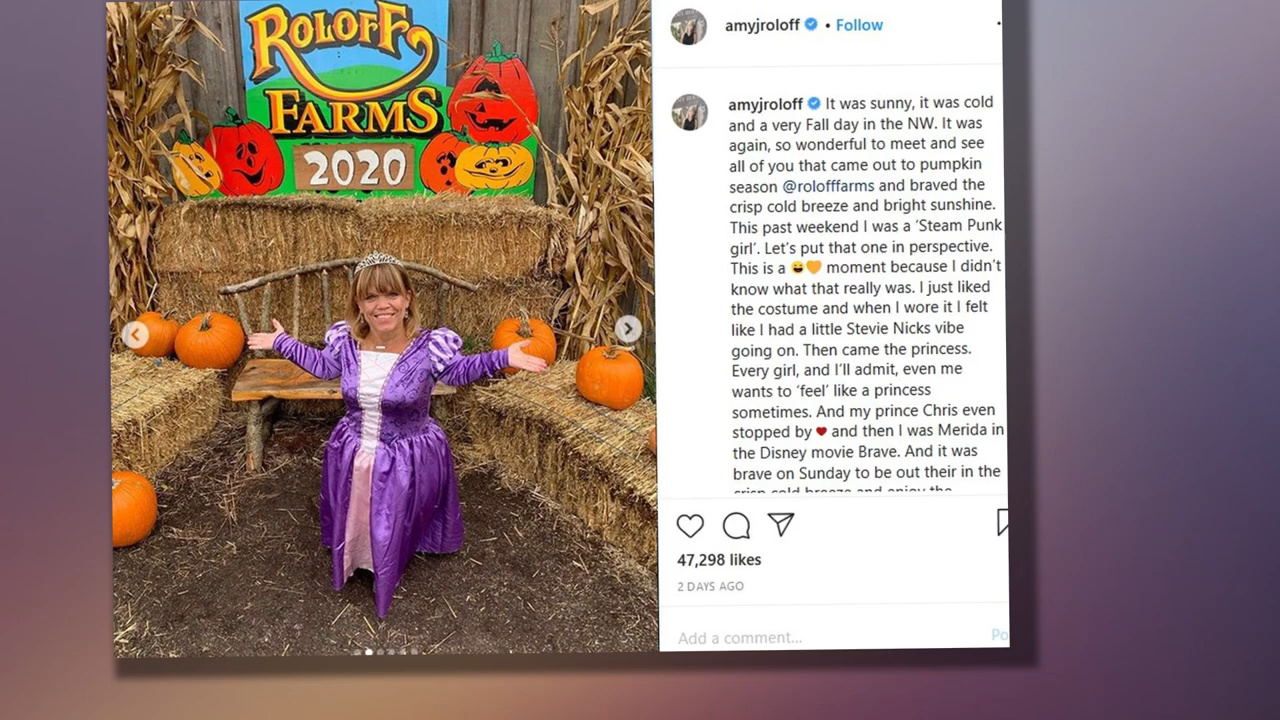 ROLOFF
FARMS
2020
amyjroloff • Follow
amyjroloff It was sunny, it was cold
and a very Fall day in the NW. It was
again, so wonderful to meet and see
all of you that came out to pumpkin
season @rolofffarms and braved the
crisp cold breeze and bright sunshine.
This past weekend I was a ‘Steam Punk
girl’. Let’s put that one in perspective.
This is a 😄🧡 moment because I didn’t
know what that really was. I just liked
the costume and when I wore it I felt
like I had a little Stevie Nicks vibe
going on. Then came the princess.
Every girl, and I’ll admit, even me
wants to ‘feel’ like a princess
sometimes. And my prince Chris even
stopped by ❤️ and then I was Merida in
the Disney movie Brave. And it was
brave on Sunday to be out their in the
crisp cold breeze and enjoy the
47,298 likes
2 DAYS AGO
Add a comment...
Po